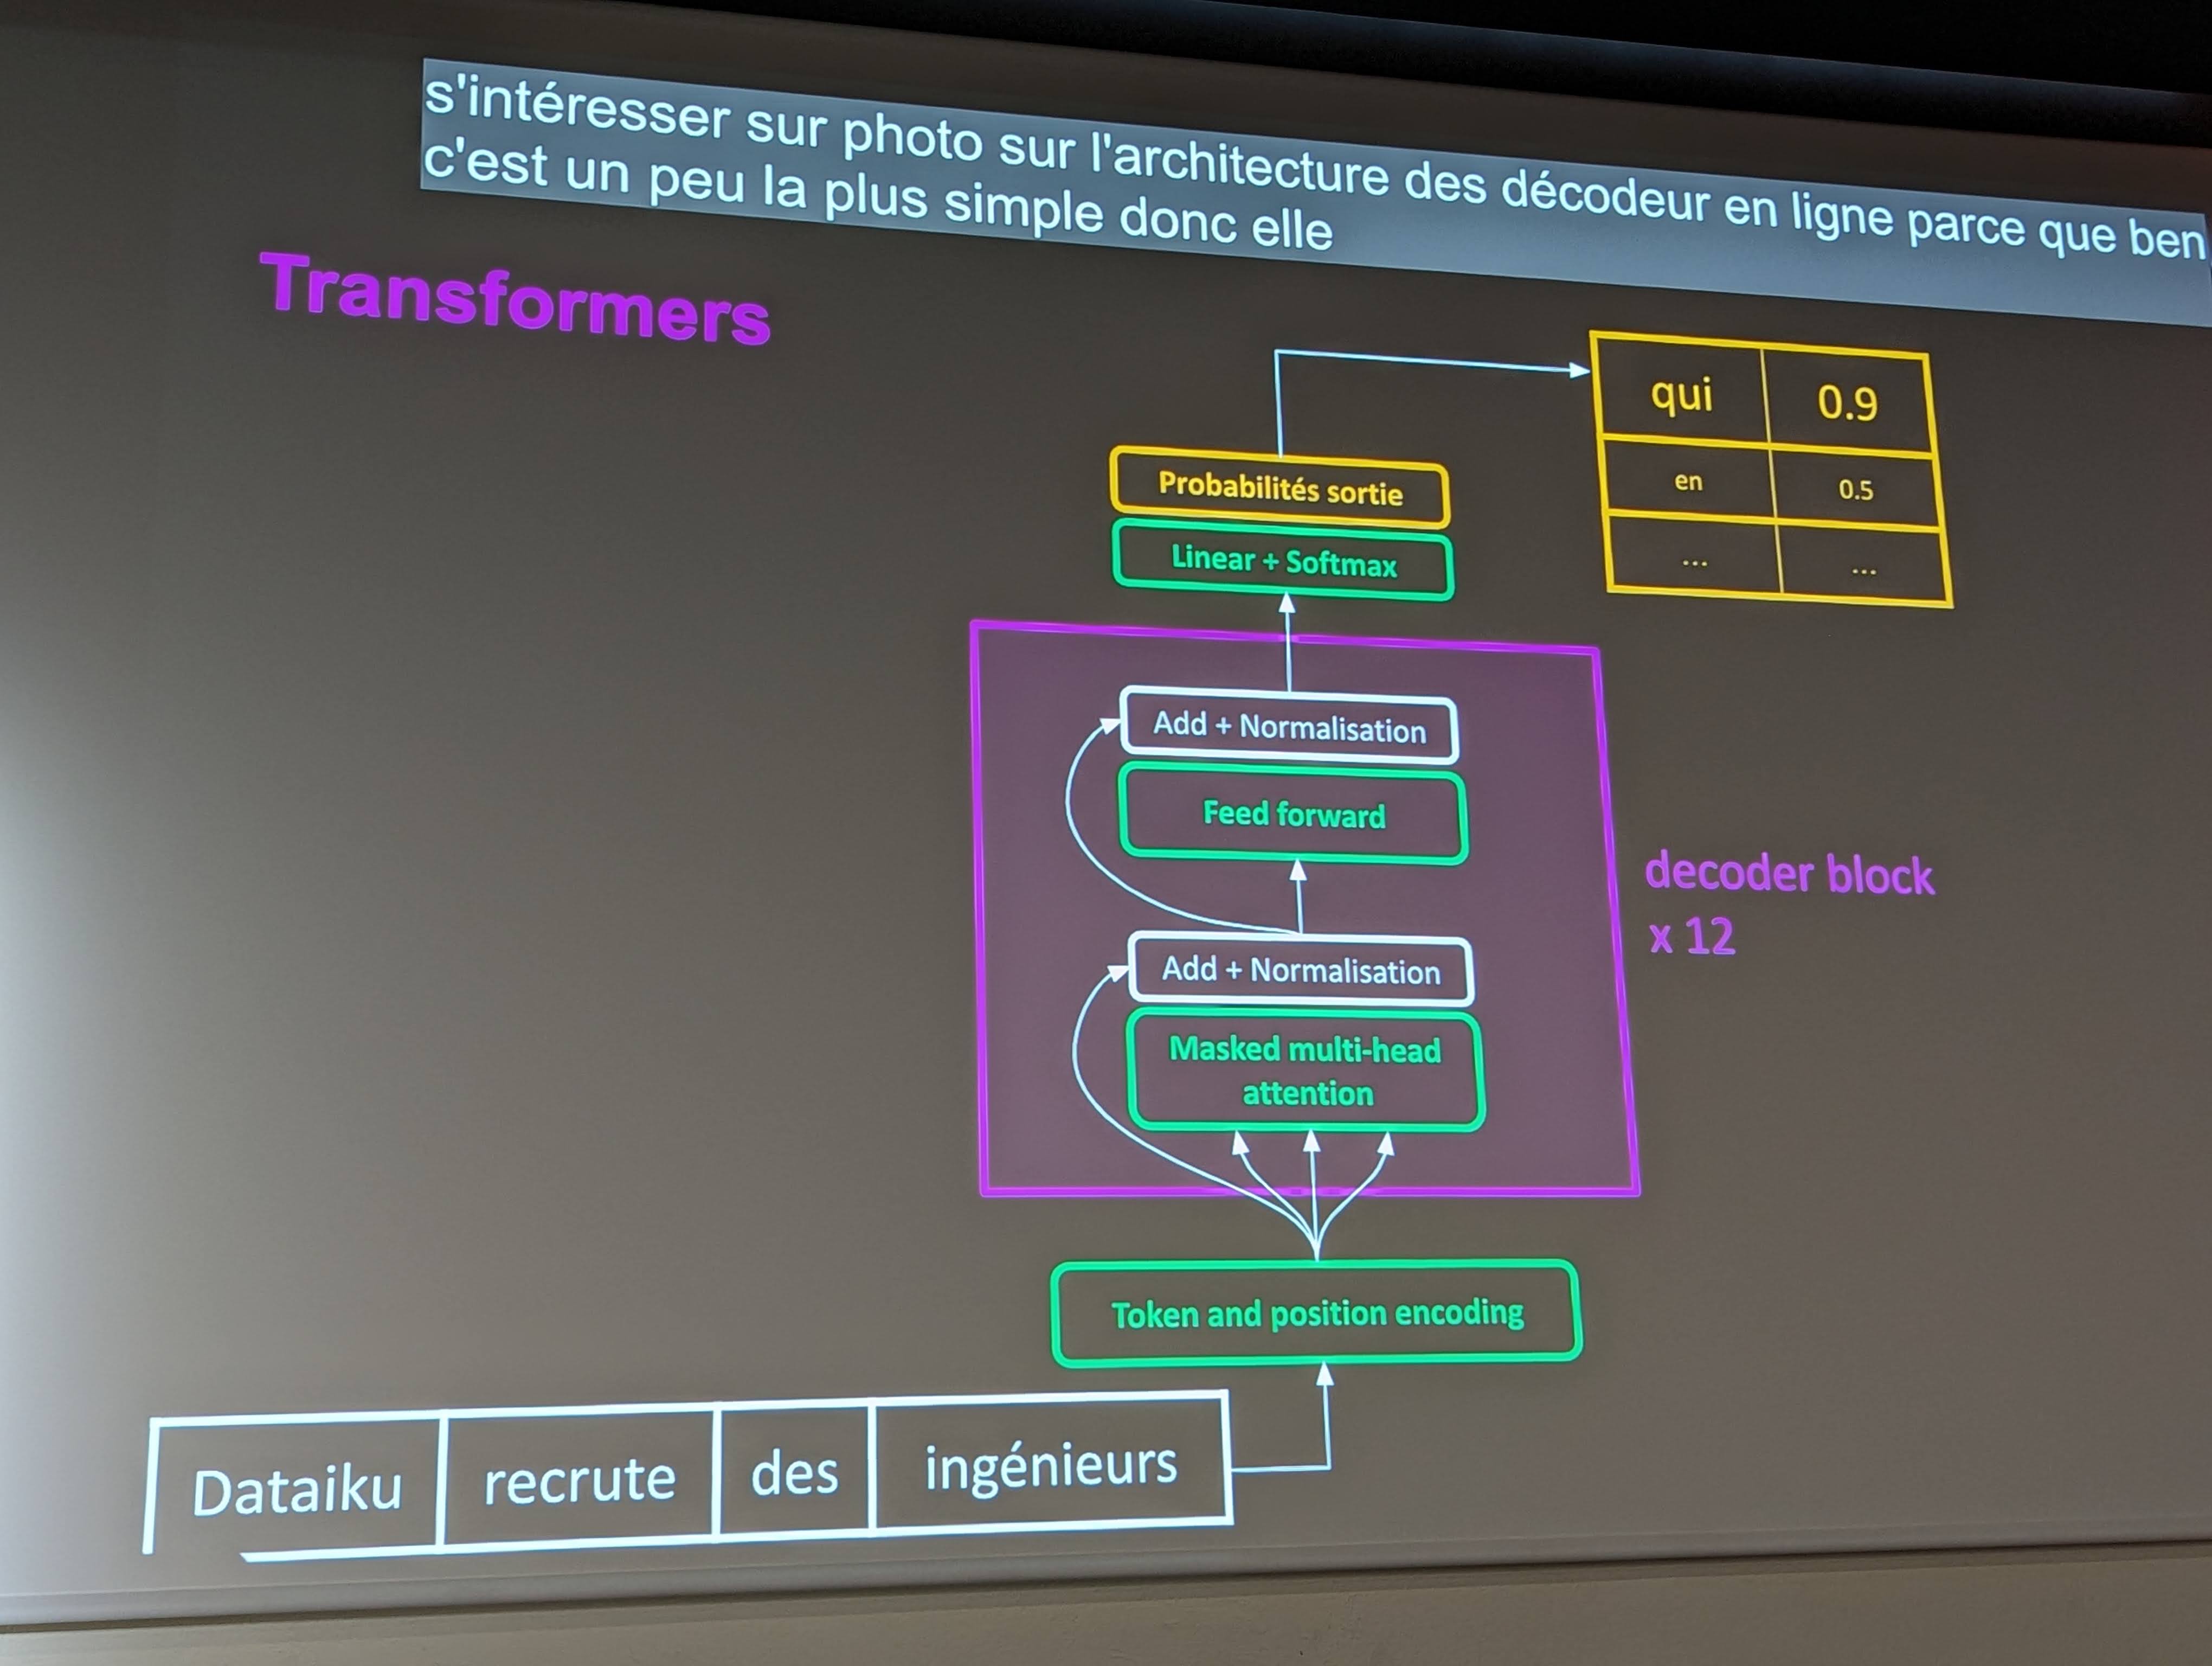 s'intéresser sur photo sur l'architecture des décodeur en ligne parce que ben
c'est un peu la plus simple donc elle
Transformers
qui 0.9
en 0.5
... ...
Probabilités sortie
Linear + Softmax
Add + Normalisation
Feed forward
decoder block
x 12
Add + Normalisation
Masked multi-head
attention
Token and position encoding
Dataiku recrute des ingénieurs